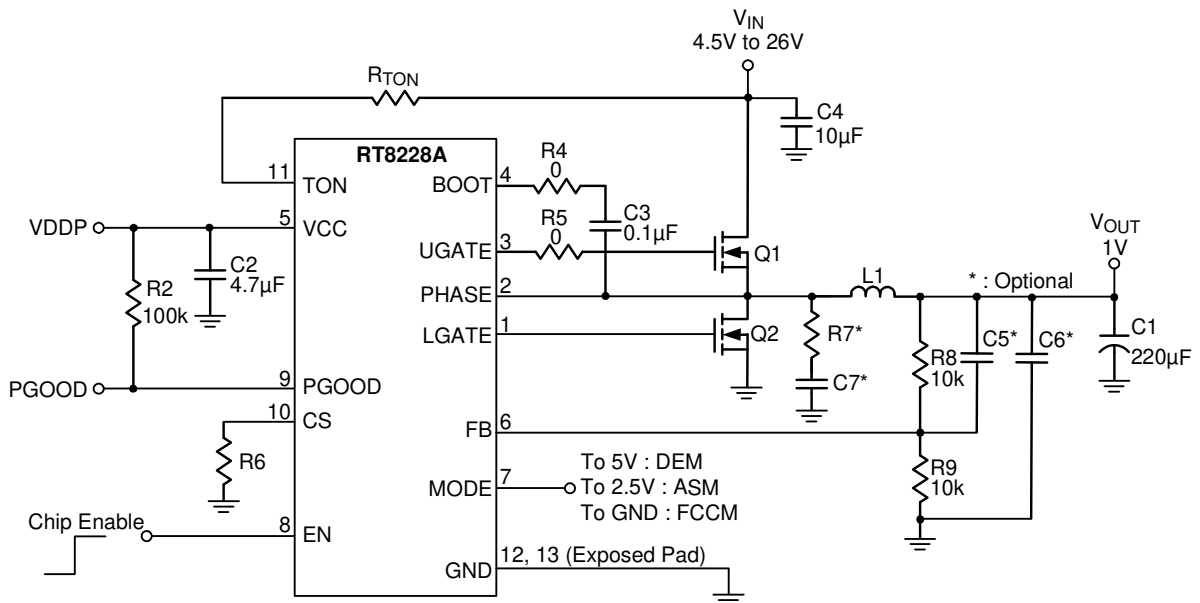 VIN
4.5V to 26V
RTON
C4
10µF
RT8228A
11
TON
BOOT
4
R4
0
C3
0.1µF
VDDP
5
VCC
C2
4.7µF
R2
100k
UGATE
3
R5
0
Q1
PHASE
2
L1
* : Optional
VOUT
1V
LGATE
1
Q2
R7*
C7*
R8
10k
C5*
C6*
C1
220µF
PGOOD
9
PGOOD
10
CS
R6
FB
6
R9
10k
MODE
7
To 5V : DEM
To 2.5V : ASM
To GND : FCCM
Chip Enable
8
EN
GND
12, 13 (Exposed Pad)